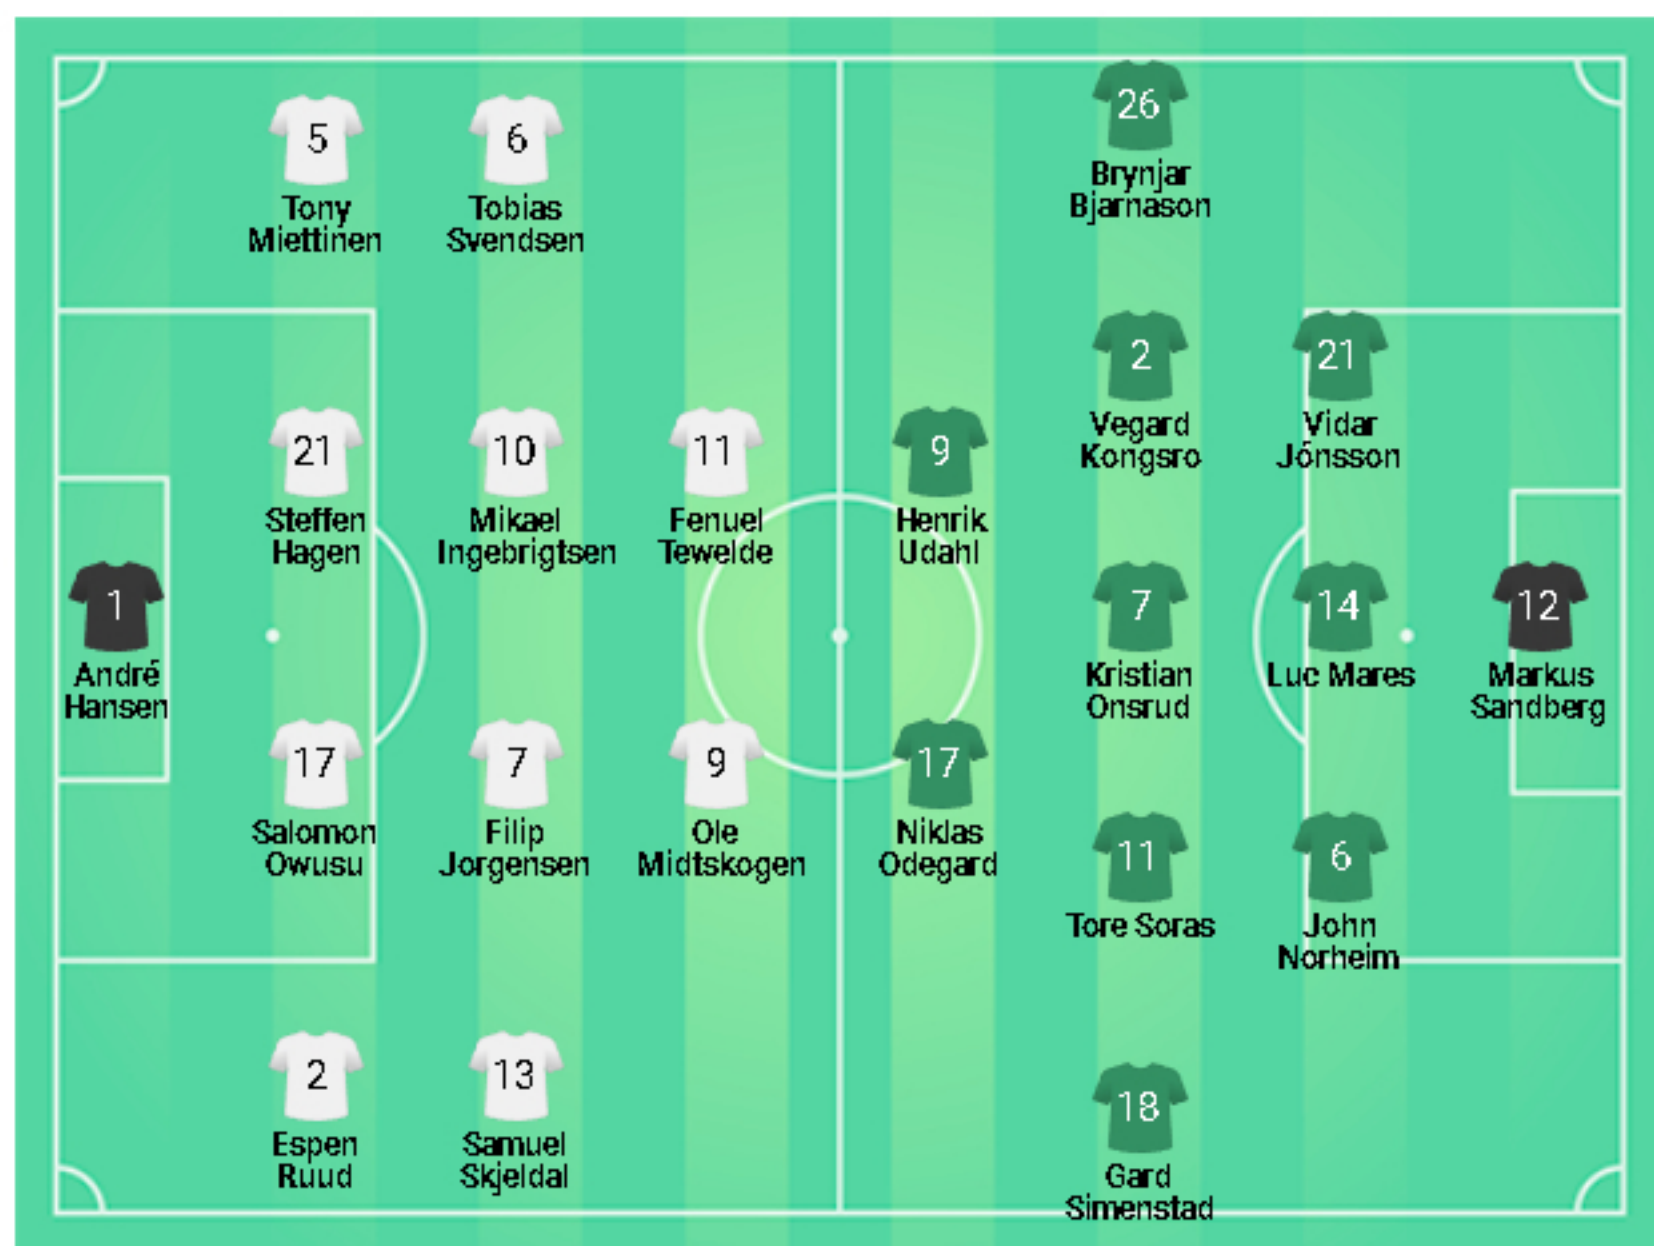 5
Tony
Miettinen
6
Tobias
Svendsen
26
Brynjar
Bjarnason
21
Steffen
Hagen
10
Mikael
Ingebrigtsen
11
Fenuel
Tewelde
9
Henrik
Udahl
2
Vegard
Kongsro
21
Vidar
Jónsson
1
André
Hansen
7
Kristian
Onsrud
14
Luc Mares
12
Markus
Sandberg
17
Salomon
Owusu
7
Filip
Jorgensen
9
Ole
Midtskogen
17
Niklas
Odegard
11
Tore Soras
6
John
Norheim
2
Espen
Ruud
13
Samuel
Skjeldal
18
Gard
Simenstad